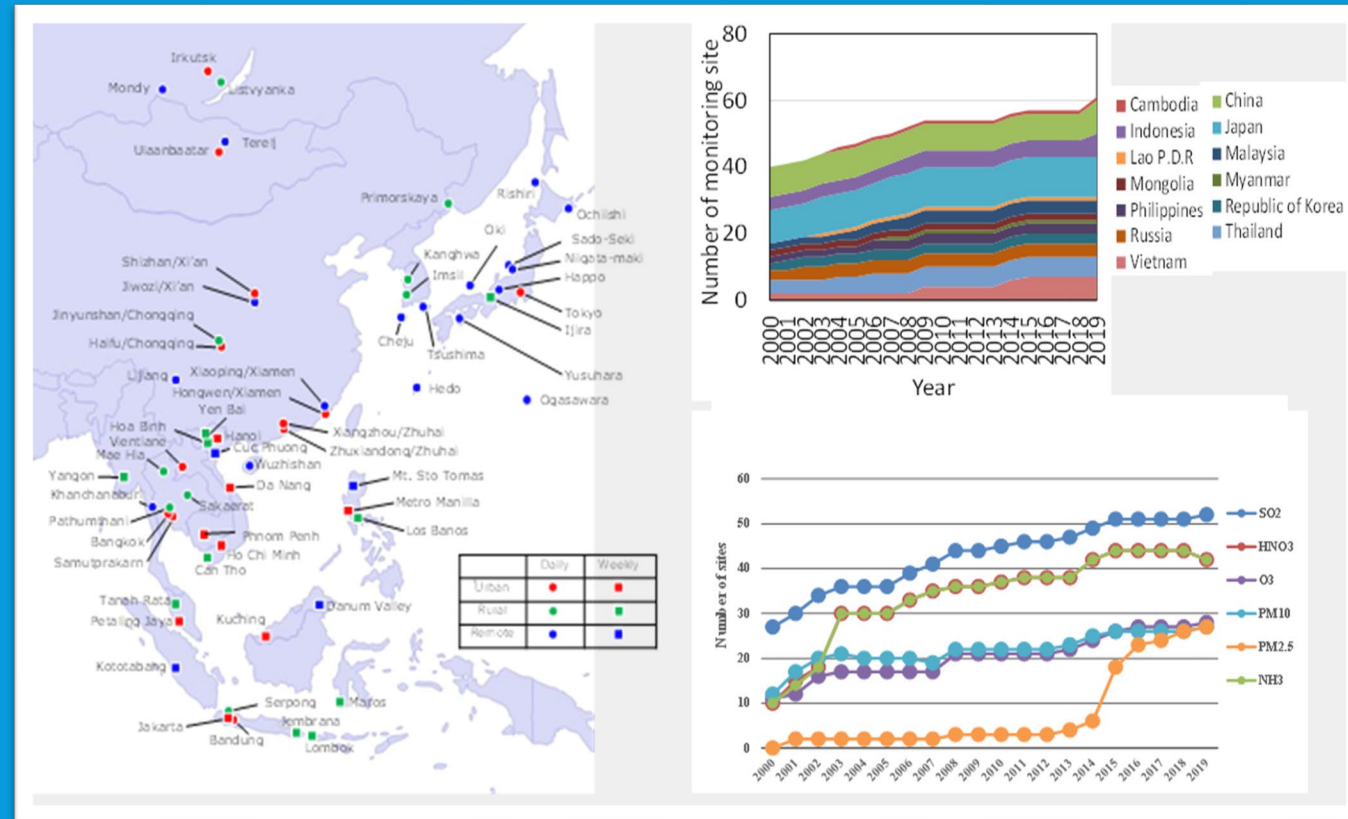 Irkutsk
Listvyanka
Mondy
Terelj
Ulaanbaatar
Primorskaya
Rishiri
Ochiishi
Oki
Sado-Seki
Niigata-maki
Happo
Kanghwa
Imsil
Shizhan/Xi'an
Jiwozi/Xi'an
Tokyo
Ijira
Jinyunshan/Chongqing
Haifu/Chongqing
Cheju
Tsushima
Yusuhara
Lijiang
Xiaoping/Xiamen
Hongwen/Xiamen
Hedo
Ogasawara
Yen Bai
Hoa Binh
Hanoi
Vientiane
Cuc Phuong
Xiangzhou/Zhuhai
Zhuxiandong/Zhuhai
Mae Hia
Wuzhishan
Yangon
Da Nang
Mt. Sto Tomas
Khanchanaburi
Sakaerat
Metro Manilla
Pathumthani
Los Banos
Bangkok
Phnom Penh
Samutprakarn
Ho Chi Minh
Can Tho
Tanah Rata
Petaling Jaya
Kuching
Danum Valley
Kototabang
Serpong
Maros
Jakarta
Jembrana
Bandung
Lombok
Daily Weekly
Urban
Rural
Remote
Number of monitoring site
80
60
40
20
0
2000 2001 2002 2003 2004 2005 2006 2007 2008 2009 2010 2011 2012 2013 2014 2015 2016 2017 2018 2019
Year
Cambodia
Indonesia
Lao P.D.R
Mongolia
Philippines
Russia
Vietnam
China
Japan
Malaysia
Myanmar
Republic of Korea
Thailand
Number of sites
60
50
40
30
20
10
0
2000 2001 2002 2003 2004 2005 2006 2007 2008 2009 2010 2011 2012 2013 2014 2015 2016 2017 2018 2019
SO2
HNO3
O3
PM10
PM2.5
NH3